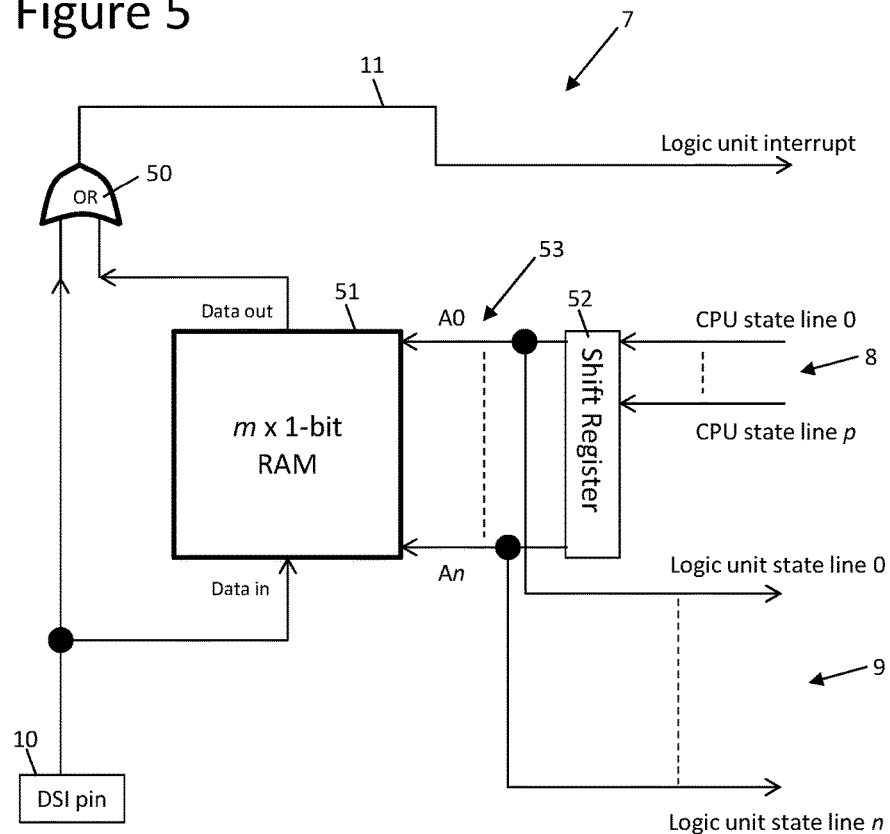 Figure 5
7
11
Logic unit interrupt
OR
50
53
Data out
51
A0
52
CPU state line 0
8
m x 1-bit
RAM
Shift Register
CPU state line p
An
Data in
Logic unit state line 0
9
10
DSI pin
Logic unit state line n